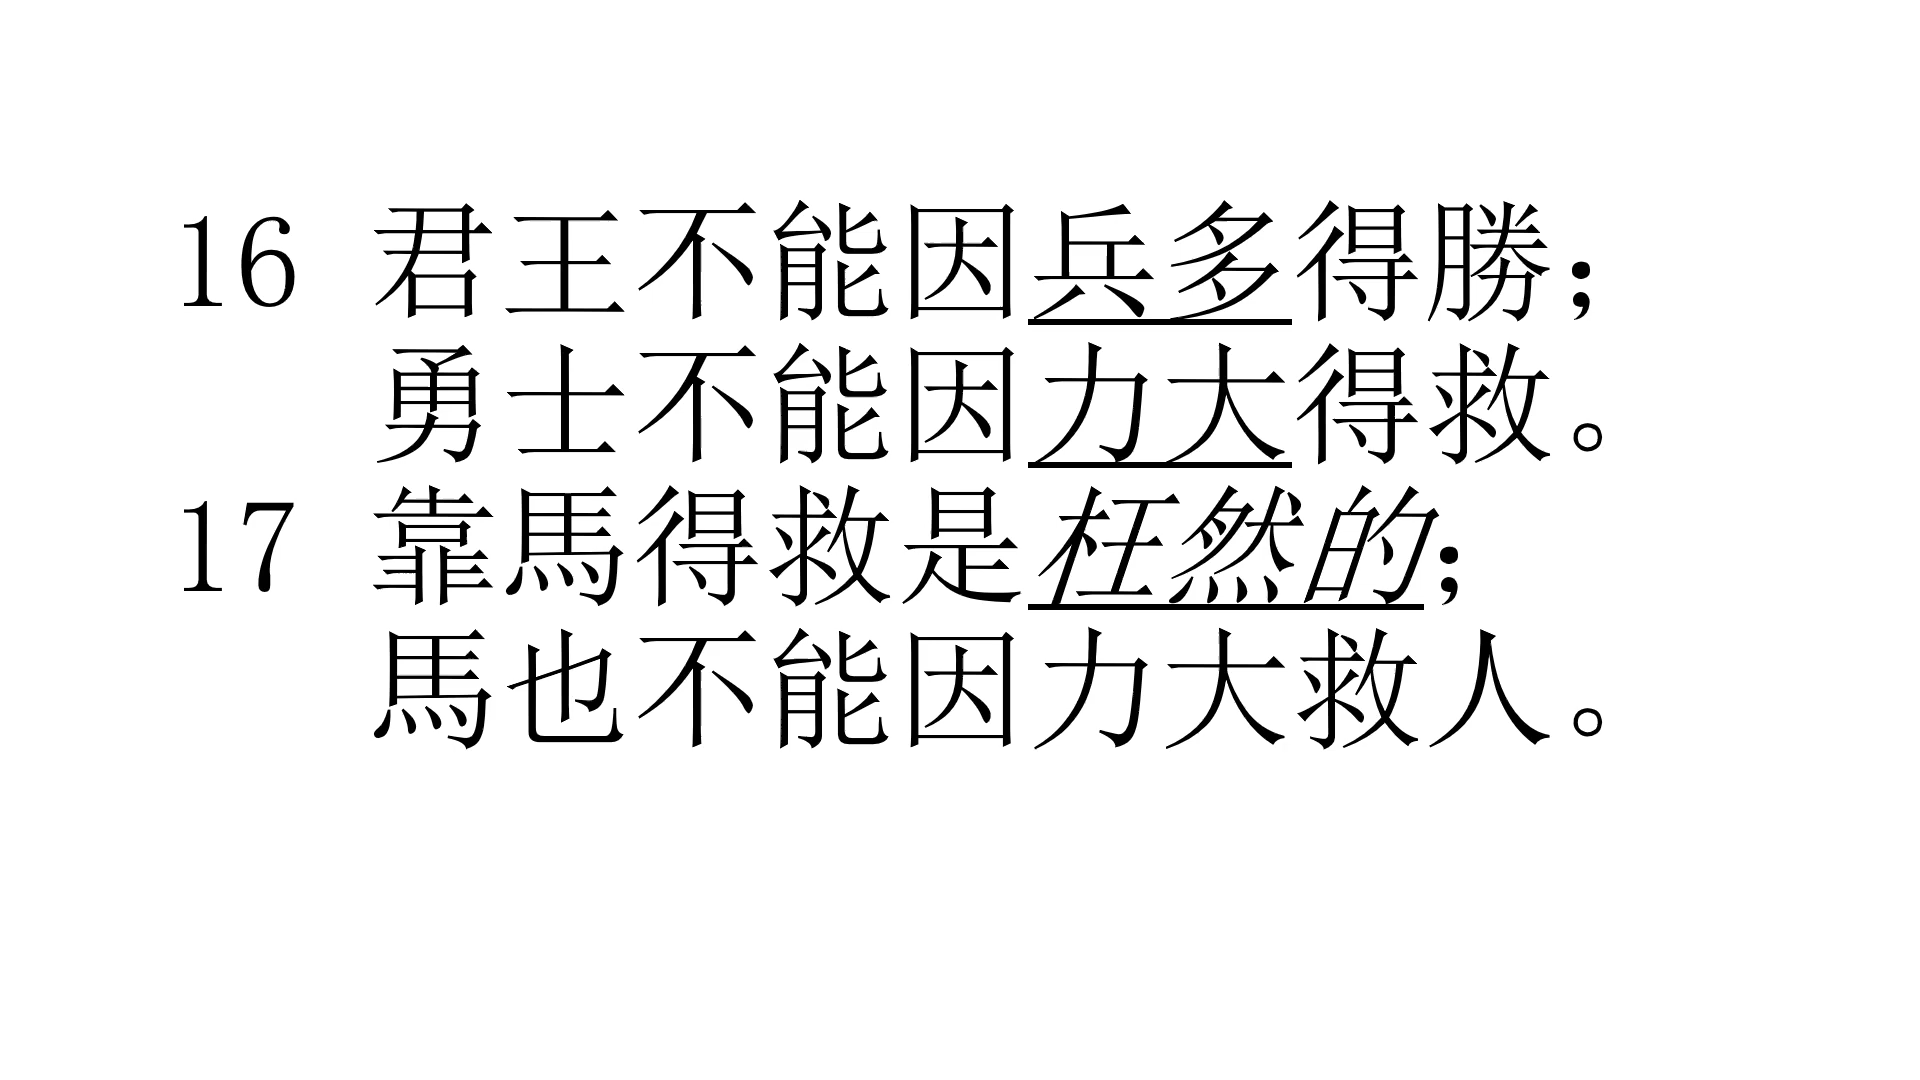 16 君王不能因兵多得勝；
勇士不能因力大得救。
17 靠馬得救是枉然的；
馬也不能因力大救人。